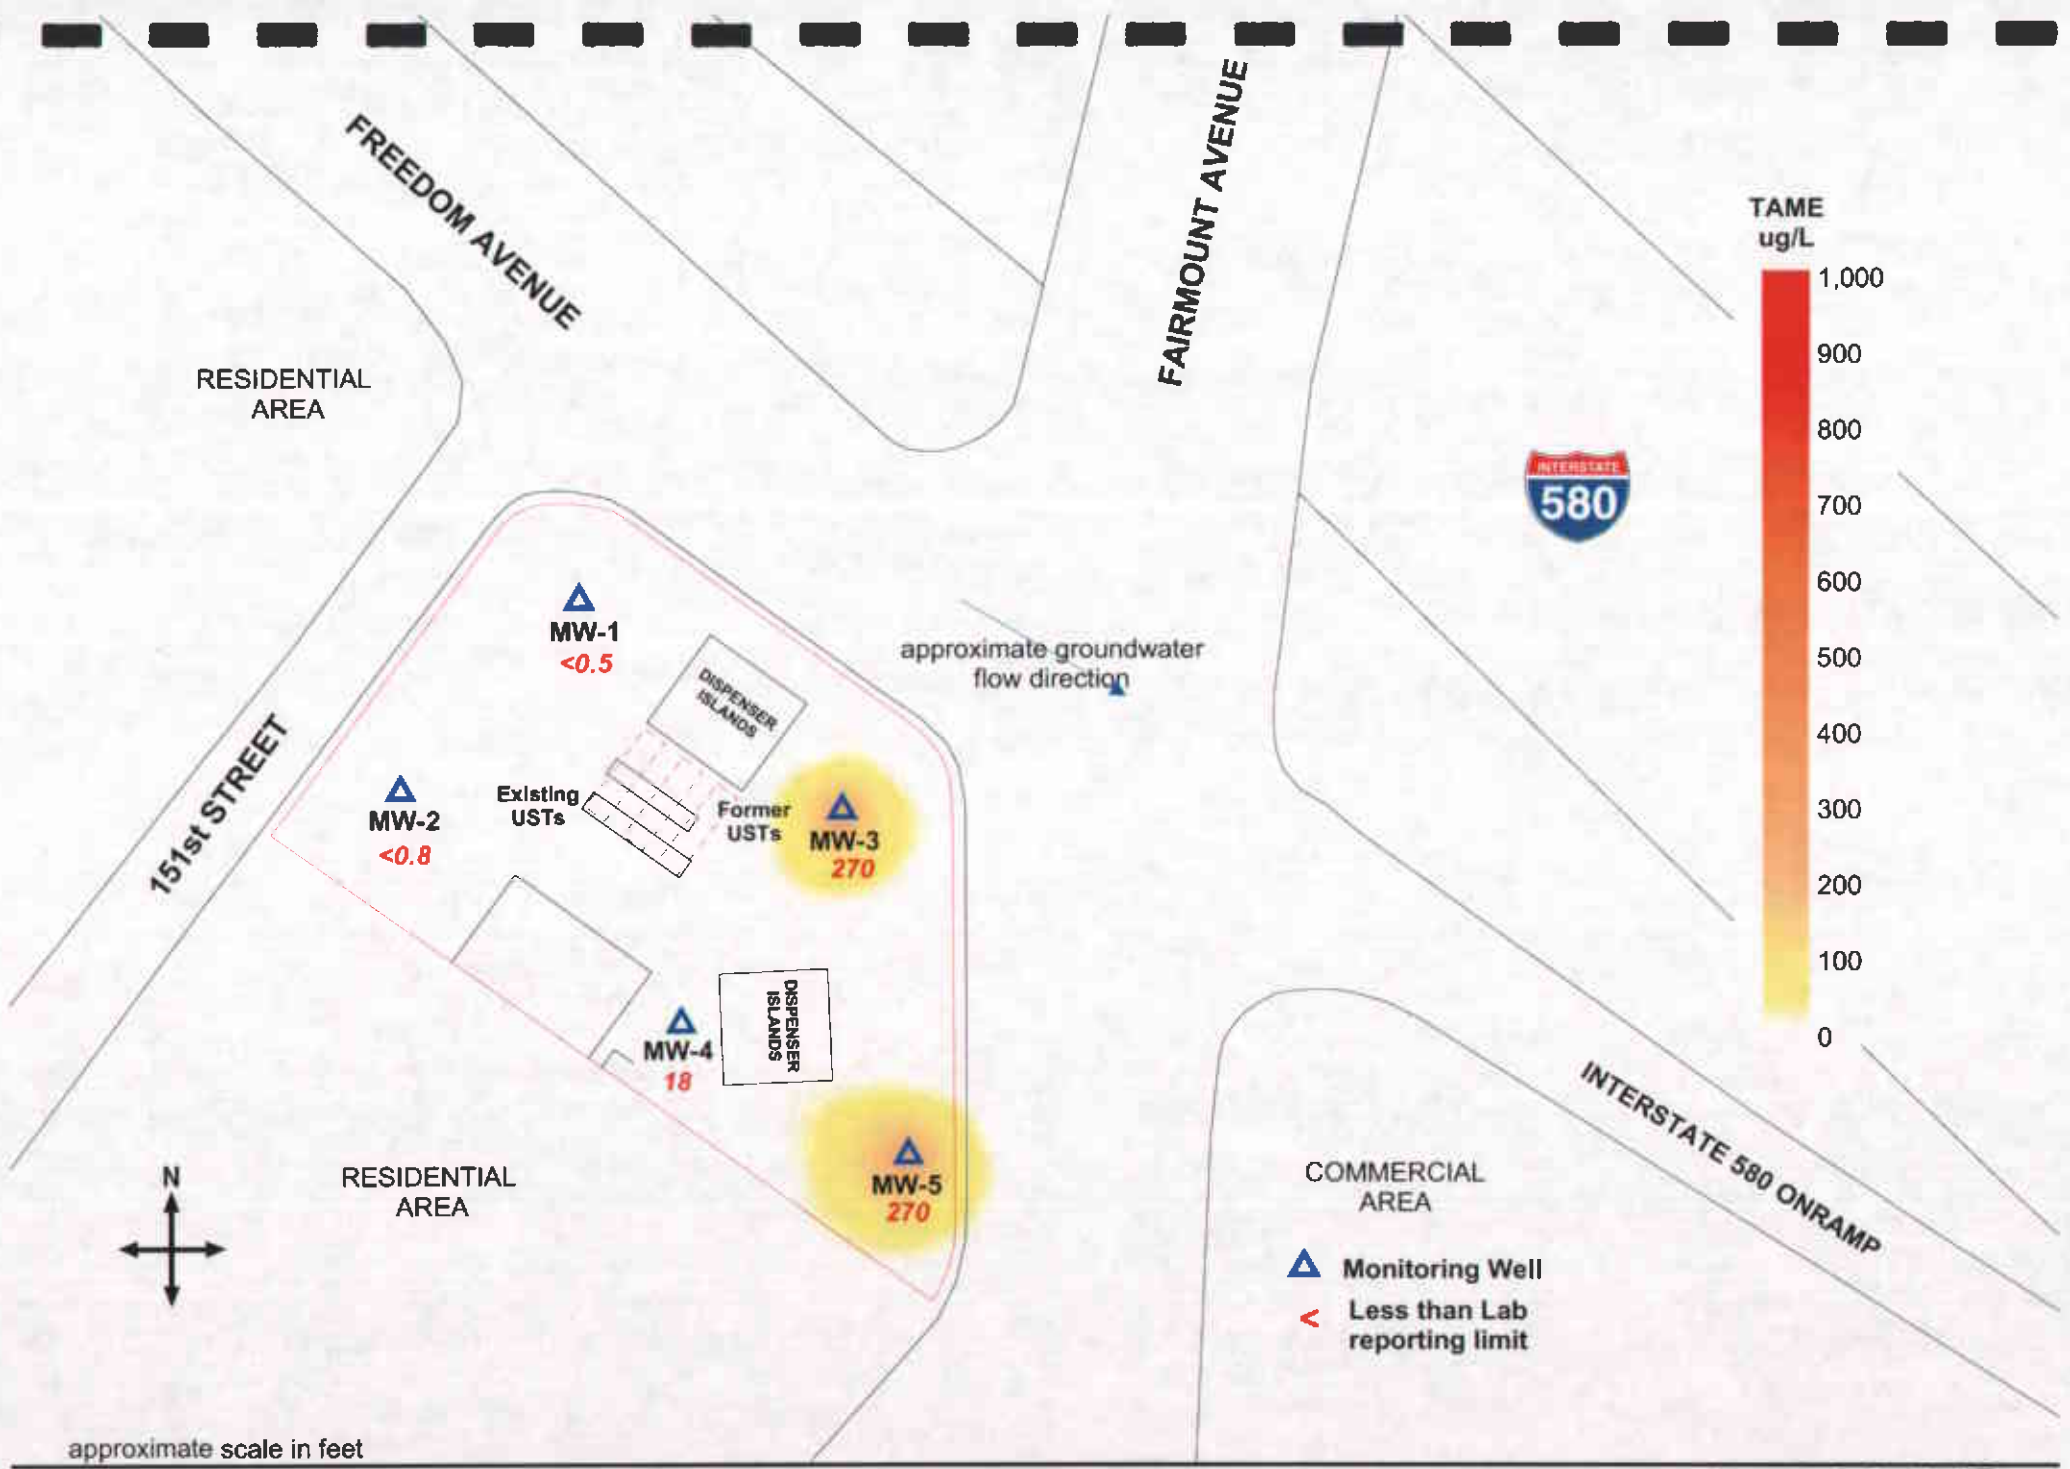 FREEDOM AVENUE
FAIRMOUNT AVENUE
TAME
ug/L
1,000
900
800
700
600
500
400
300
200
100
0
RESIDENTIAL
AREA
INTERSTATE
580
MW-1
<0.5
approximate groundwater
flow direction
DISPENSER
ISLANDS
151st STREET
MW-2
<0.8
Existing
USTs
Former
USTs
MW-3
270
DISPENSER
ISLANDS
MW-4
18
MW-5
270
INTERSTATE 580 ONRAMP
N
RESIDENTIAL
AREA
COMMERCIAL
AREA
Monitoring Well
< Less than Lab
reporting limit
approximate scale in feet